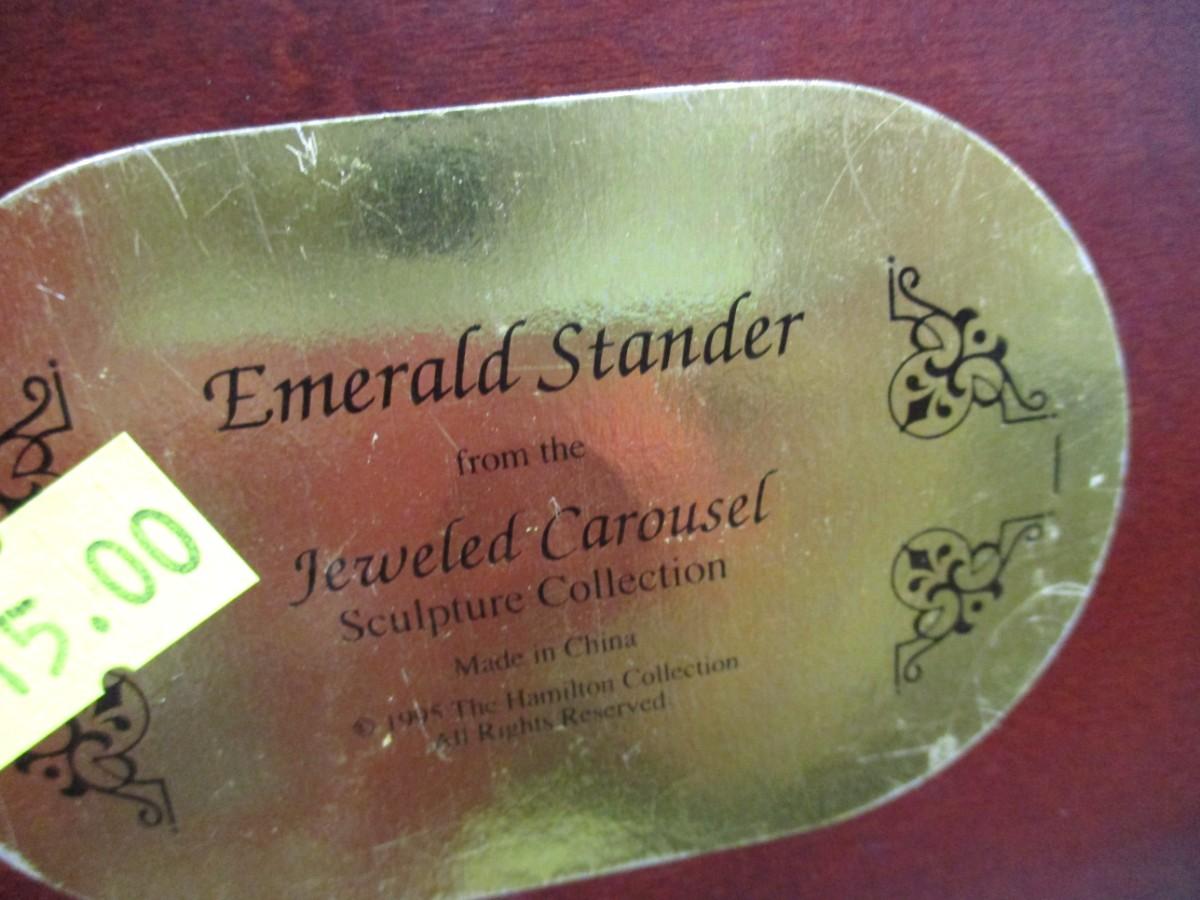 Emerald Stander
from the
Jeweled Carousel
Sculpture Collection
Made in China
© 1995 The Hamilton Collection
All Rights Reserved.
15.00